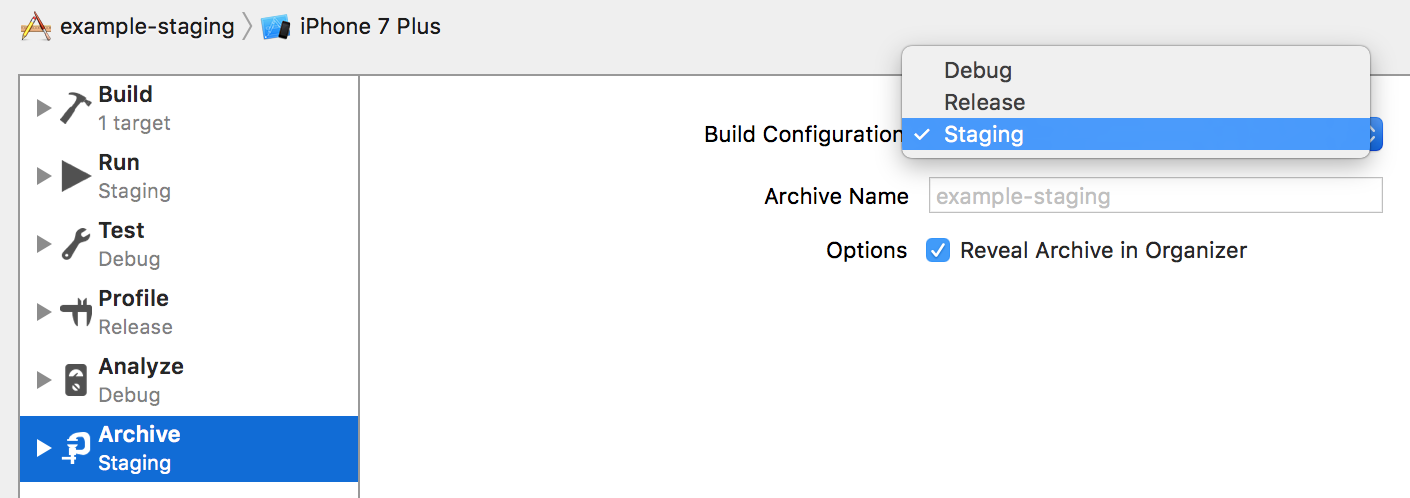 example-staging iPhone 7 Plus
Build
1 target
Run
Staging
Test
Debug
Profile
Release
Analyze
Debug
Archive
Staging
Debug
Release
Build Configuration Staging
Archive Name example-staging
Options Reveal Archive in Organizer